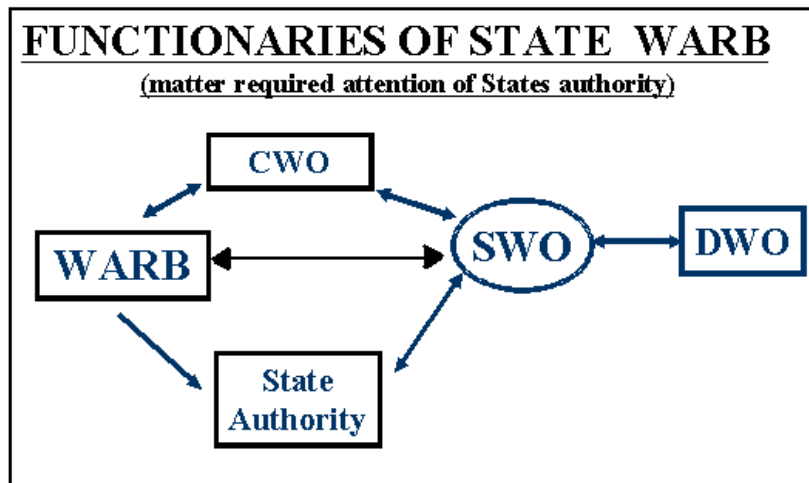 FUNCTIONARIES OF STATE WARB
(matter required attention of States authority)
CWO
WARB
SWO
DWO
State
Authority